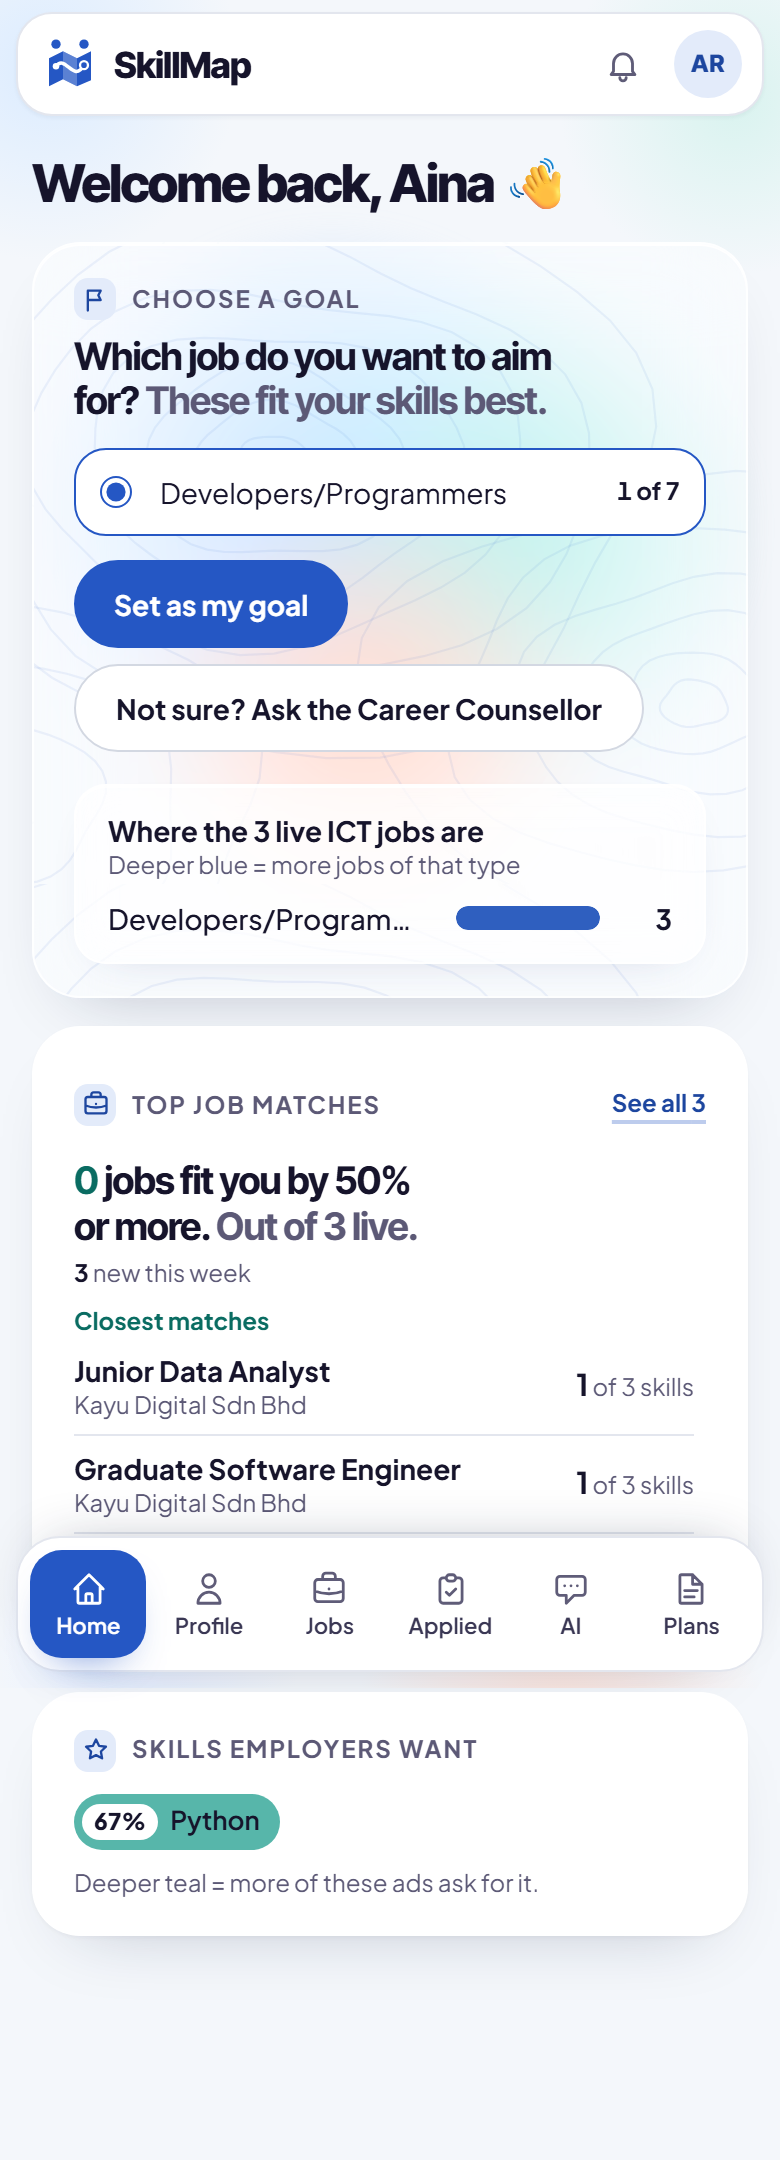 SkillMap
AR
Welcome back, Aina 👋
CHOOSE A GOAL
Which job do you want to aim
for? These fit your skills best.
Developers/Programmers
1 of 7
Set as my goal
Not sure? Ask the Career Counsellor
Where the 3 live ICT jobs are
Deeper blue = more jobs of that type
Developers/Program...
3
TOP JOB MATCHES
See all 3
0 jobs fit you by 50%
or more. Out of 3 live.
3 new this week
Closest matches
Junior Data Analyst
1 of 3 skills
Kayu Digital Sdn Bhd
Graduate Software Engineer
1 of 3 skills
Kayu Digital Sdn Bhd
Home
Profile
Jobs
Applied
AI
Plans
SKILLS EMPLOYERS WANT
67% Python
Deeper teal = more of these ads ask for it.